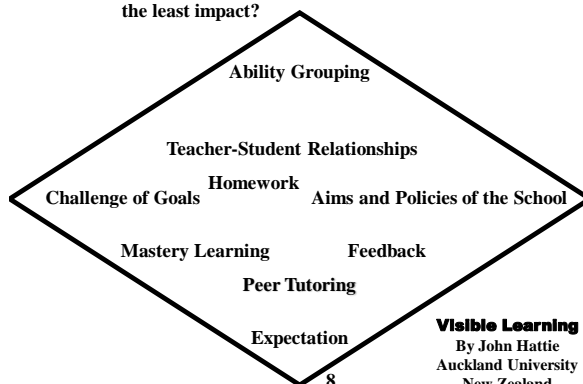 the least impact?
Ability Grouping
Teacher-Student Relationships
Homework
Challenge of Goals
Aims and Policies of the School
Mastery Learning
Feedback
Peer Tutoring
Expectation
Visible Learning
By John Hattie
Auckland University
8
New Zealand